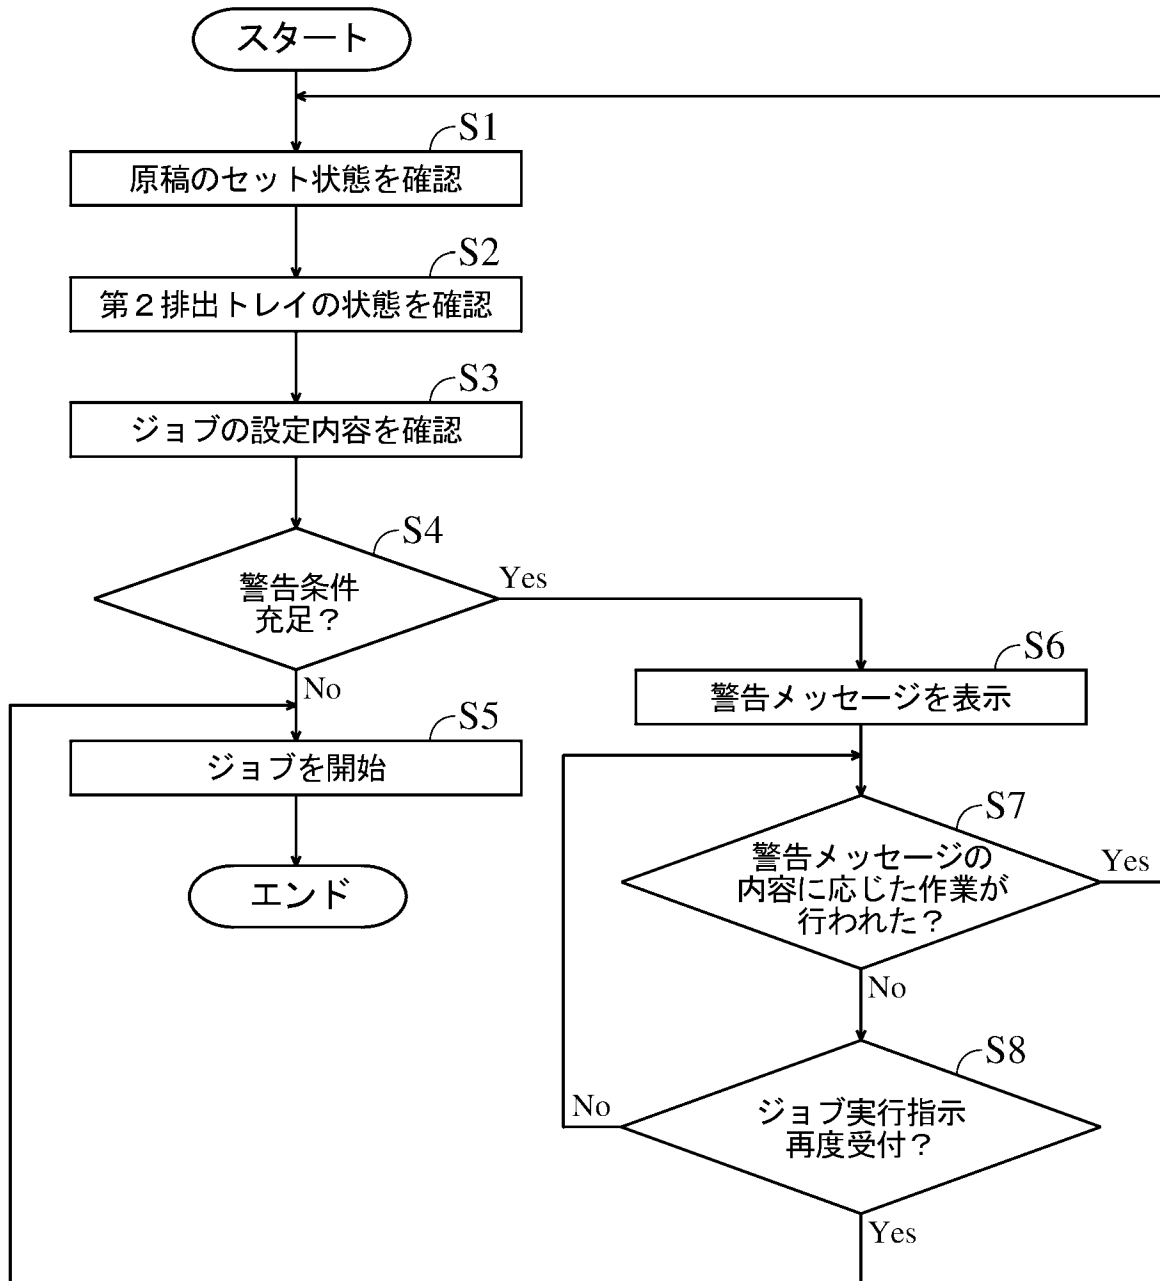 スタート
S1
原稿のセット状態を確認
S2
第２排出トレイの状態を確認
S3
ジョブの設定内容を確認
S4
警告条件
充足？
Yes
No
S5
ジョブを開始
エンド
S6
警告メッセージを表示
S7
警告メッセージの
内容に応じた作業が
行われた？
Yes
No
S8
ジョブ実行指示
再度受付？
No
Yes